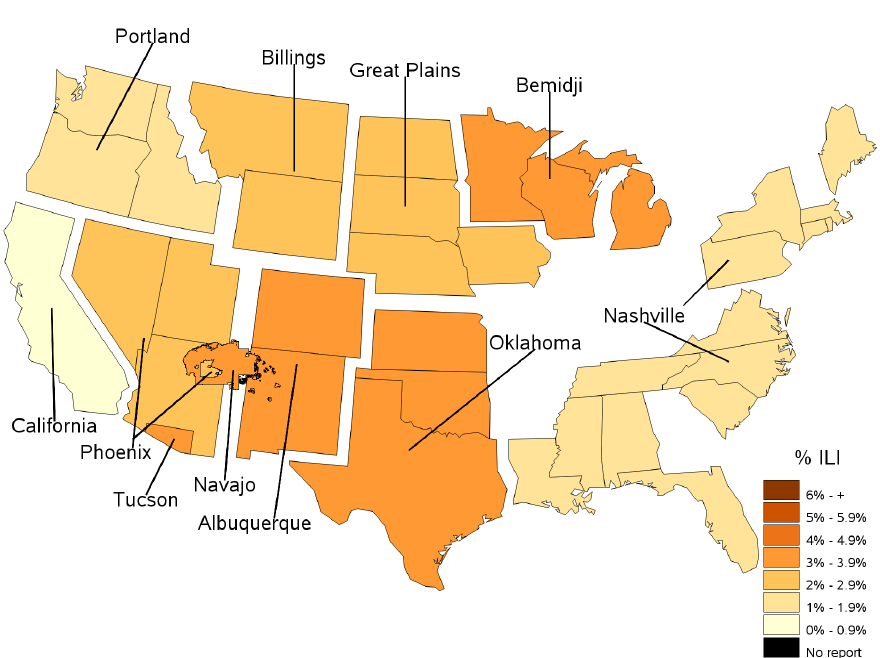 Portland
Billings
Great Plains
Bemidji
Nashville
Oklahoma
California
Phoenix
Tucson
Navajo
Albuquerque
% ILI
6% - +
5% - 5.9%
4% - 4.9%
3% - 3.9%
2% - 2.9%
1% - 1.9%
0% - 0.9%
No report